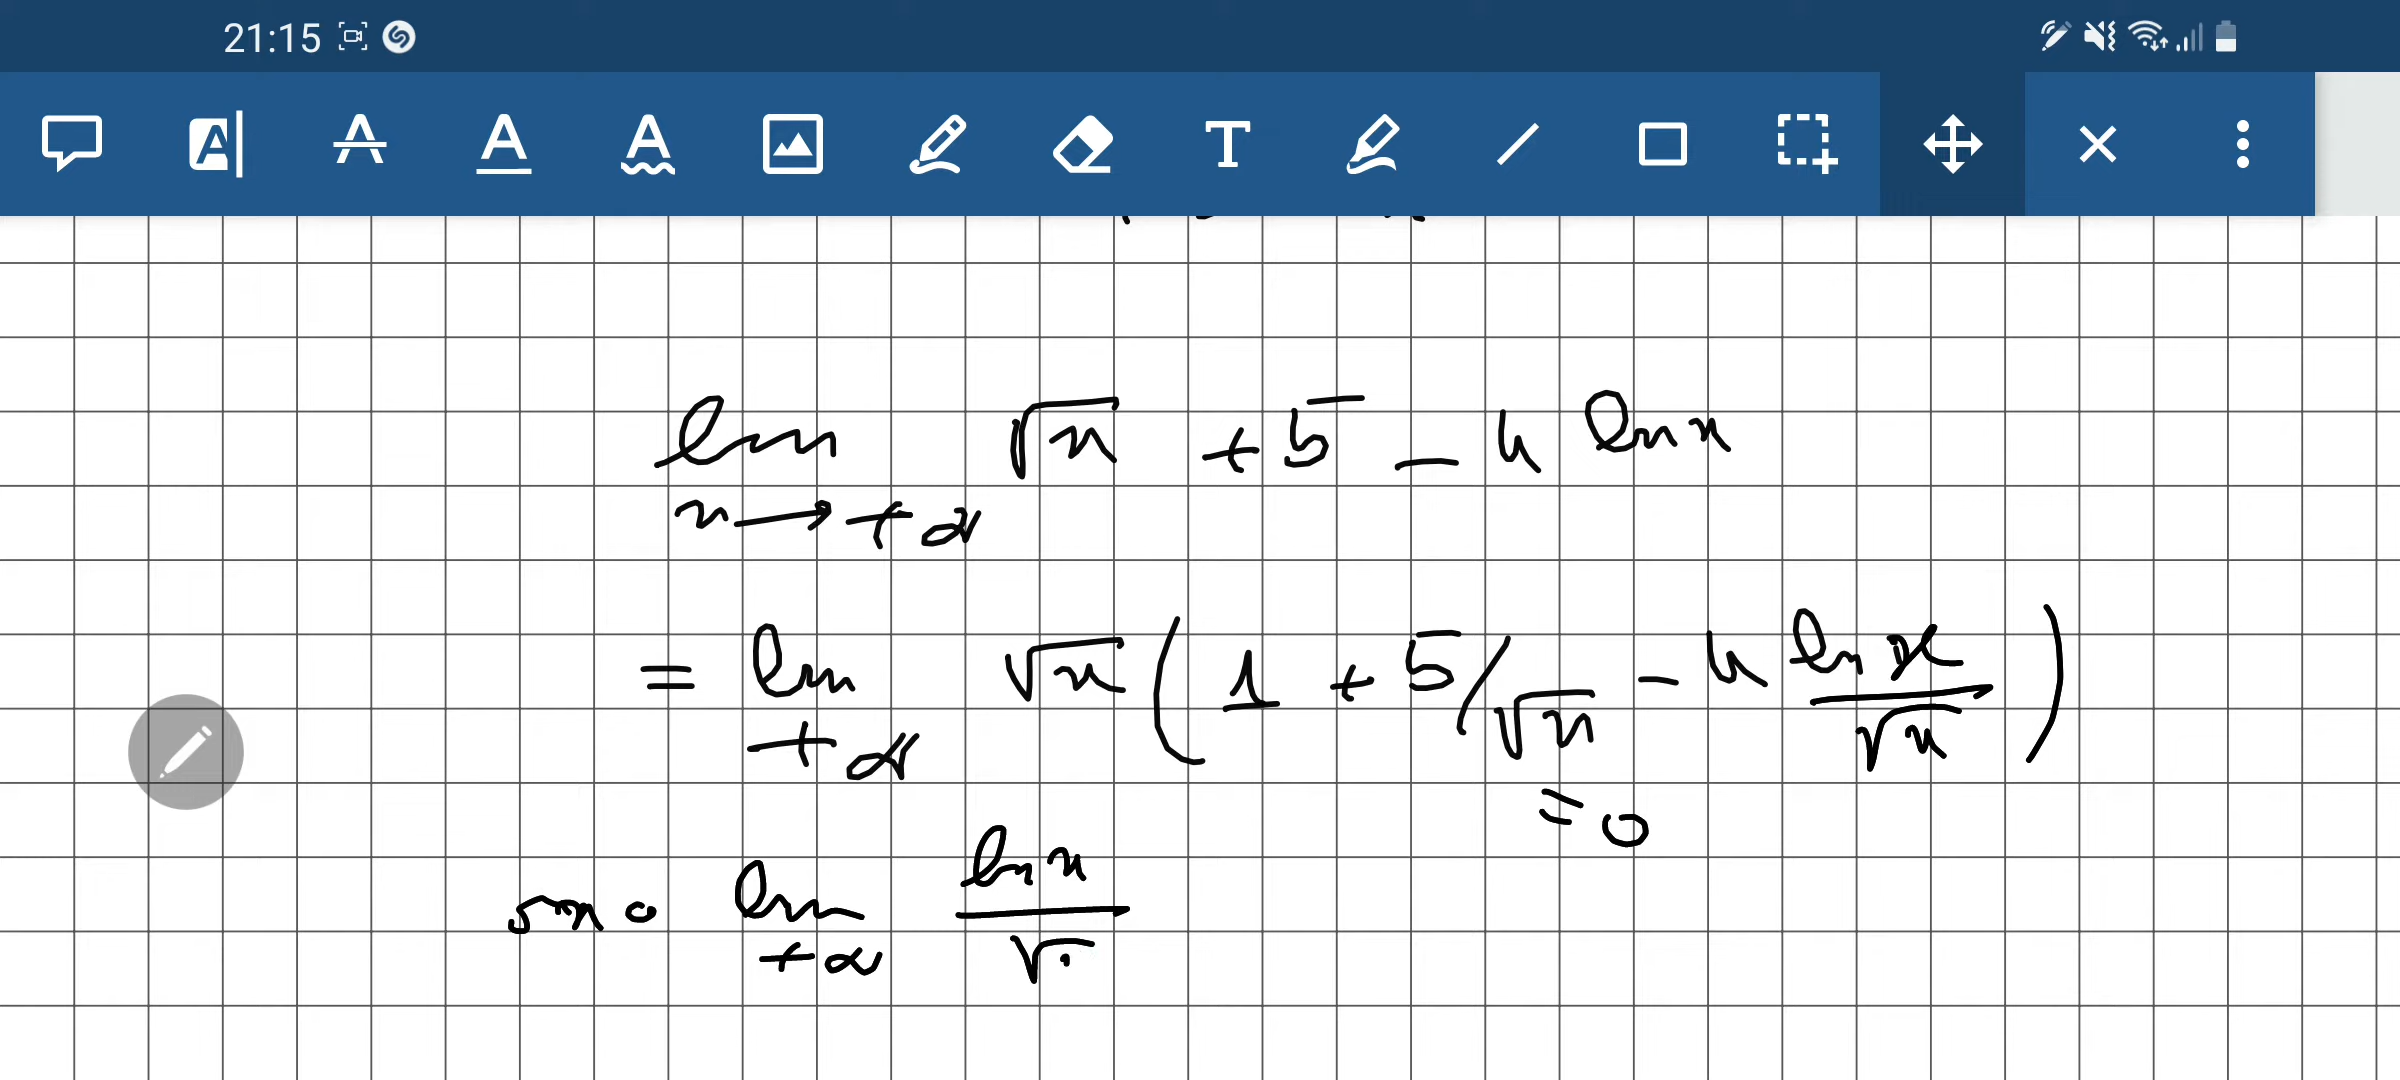 21:15
lim √x + 5 - 4 ln x
x → +∞
= lim √x ( 1 + 5/√x - 4 ln x / √x )
+∞
= 0
lim ln x / √
+∞